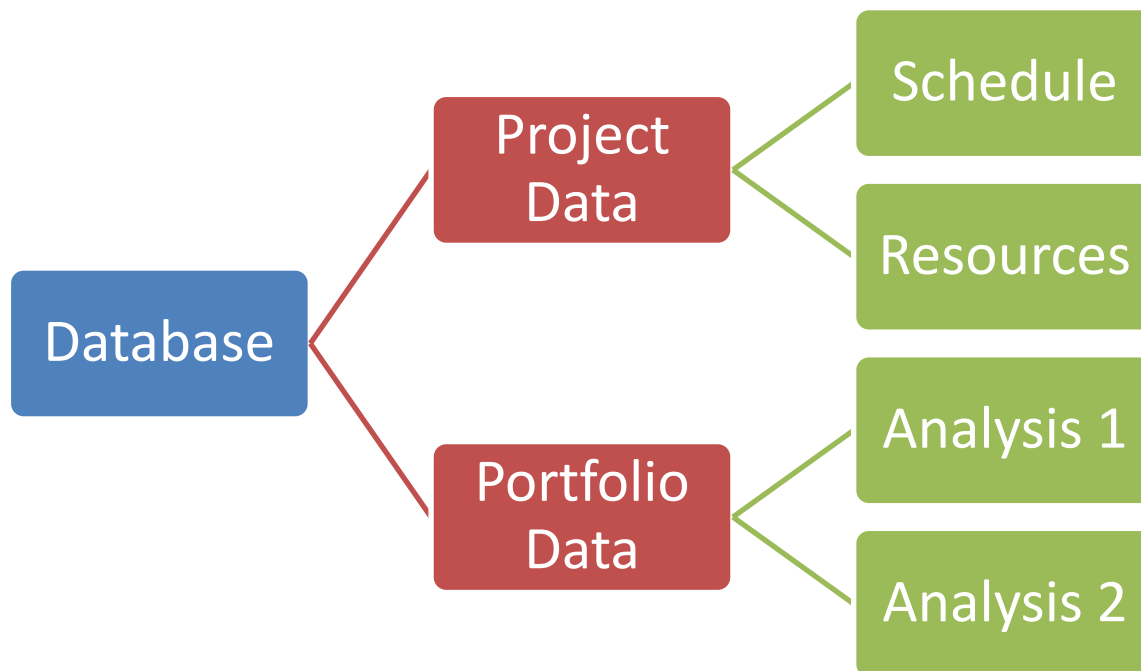 Database
Project
Data
Portfolio
Data
Schedule
Resources
Analysis 1
Analysis 2